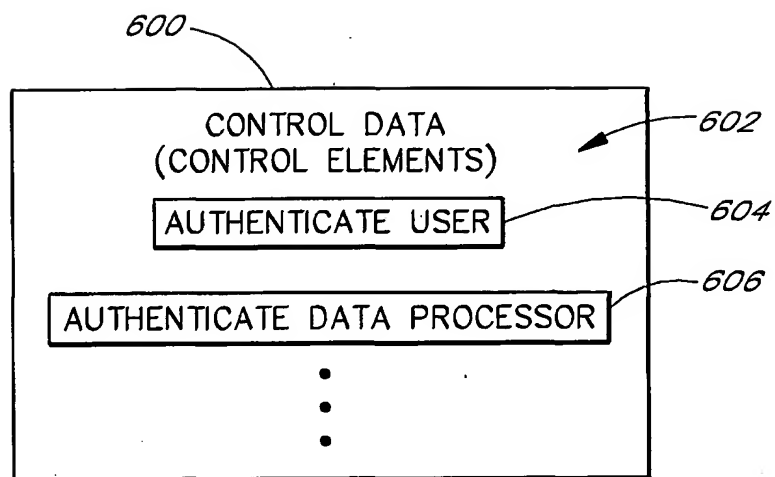 600
CONTROL DATA
(CONTROL ELEMENTS)
602
AUTHENTICATE USER
604
606
AUTHENTICATE DATA PROCESSOR